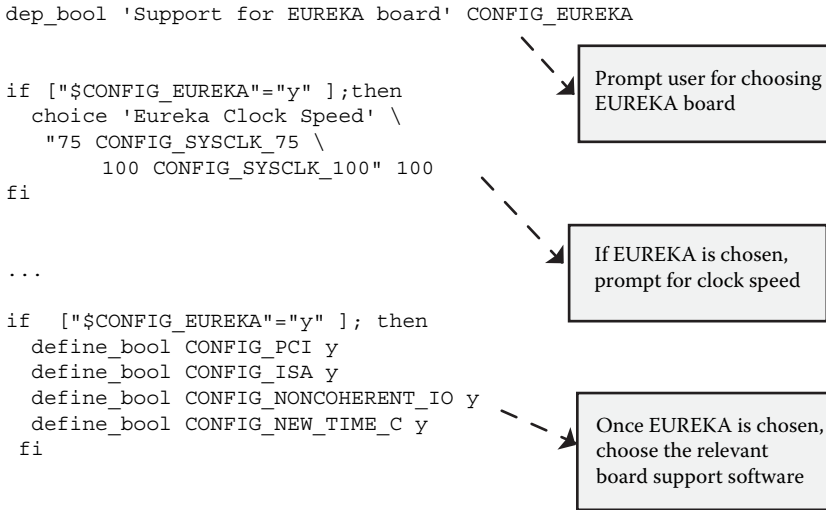 dep_bool 'Support for EUREKA board' CONFIG_EUREKA
Prompt user for choosing
EUREKA board
if ["$CONFIG_EUREKA"="y" ];then
choice 'Eureka Clock Speed' \
"75 CONFIG_SYSCLK_75 \
100 CONFIG_SYSCLK_100" 100
fi
If EUREKA is chosen,
prompt for clock speed
...
if ["$CONFIG_EUREKA"="y" ]; then
define_bool CONFIG_PCI y
define_bool CONFIG_ISA y
define_bool CONFIG_NONCOHERENT_IO y
define_bool CONFIG_NEW_TIME_C y
fi
Once EUREKA is chosen,
choose the relevant
board support software